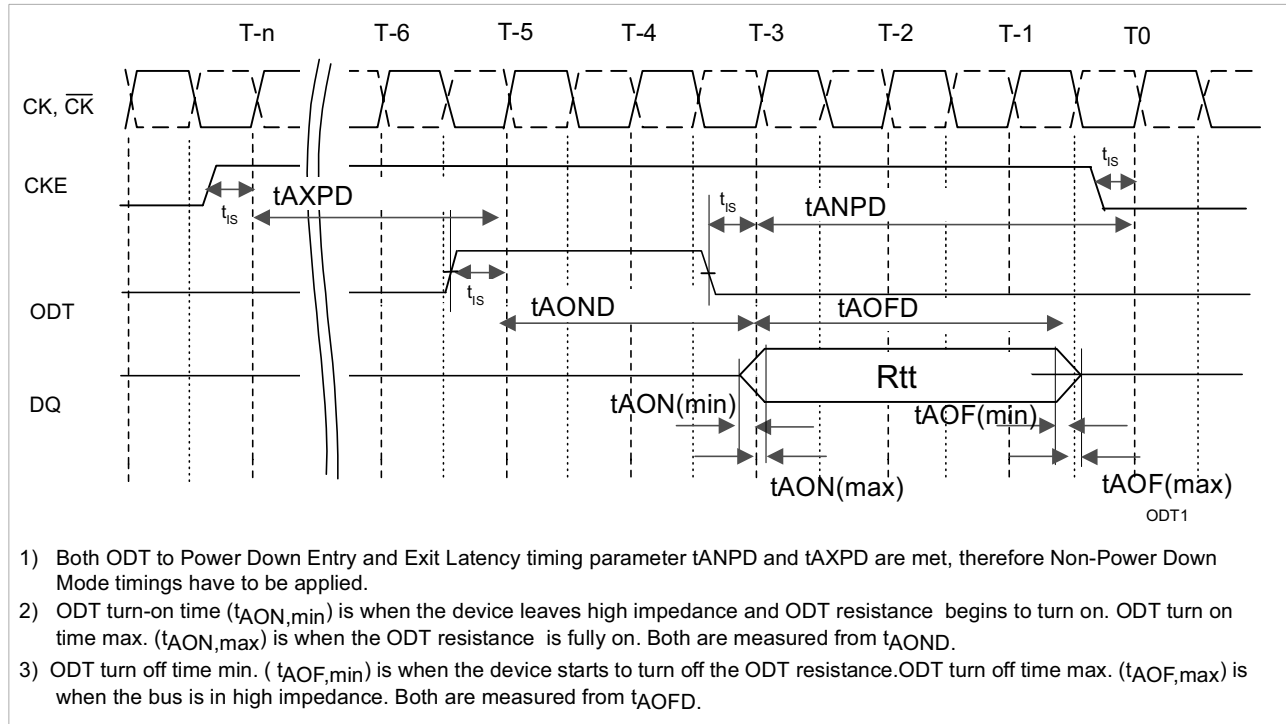 T-n T-6 T-5 T-4 T-3 T-2 T-1 T0
CK, C̅K̅
CKE
tIS
tAXPD
tIS
tANPD
tIS
tIS
ODT
tAOND
tAOFD
DQ
Rtt
tAON(min)
tAOF(min)
tAON(max)
tAOF(max)
ODT1
1) Both ODT to Power Down Entry and Exit Latency timing parameter tANPD and tAXPD are met, therefore Non-Power Down
Mode timings have to be applied.
2) ODT turn-on time (tAON,min) is when the device leaves high impedance and ODT resistance begins to turn on. ODT turn on
time max. (tAON,max) is when the ODT resistance is fully on. Both are measured from tAOND.
3) ODT turn off time min. ( tAOF,min) is when the device starts to turn off the ODT resistance.ODT turn off time max. (tAOF,max) is
when the bus is in high impedance. Both are measured from tAOFD.